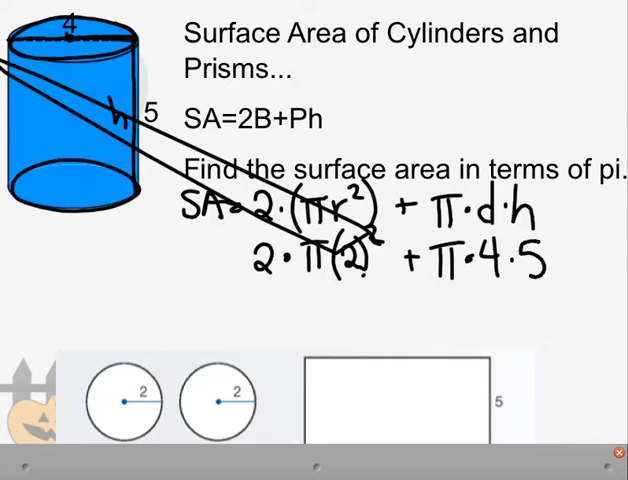 4
Surface Area of Cylinders and
Prisms...
h 5
SA=2B+Ph
Find the surface area in terms of pi.
SA= 2·(πr²) + π·d·h
2·π(2)² + π·4·5
2 2
5